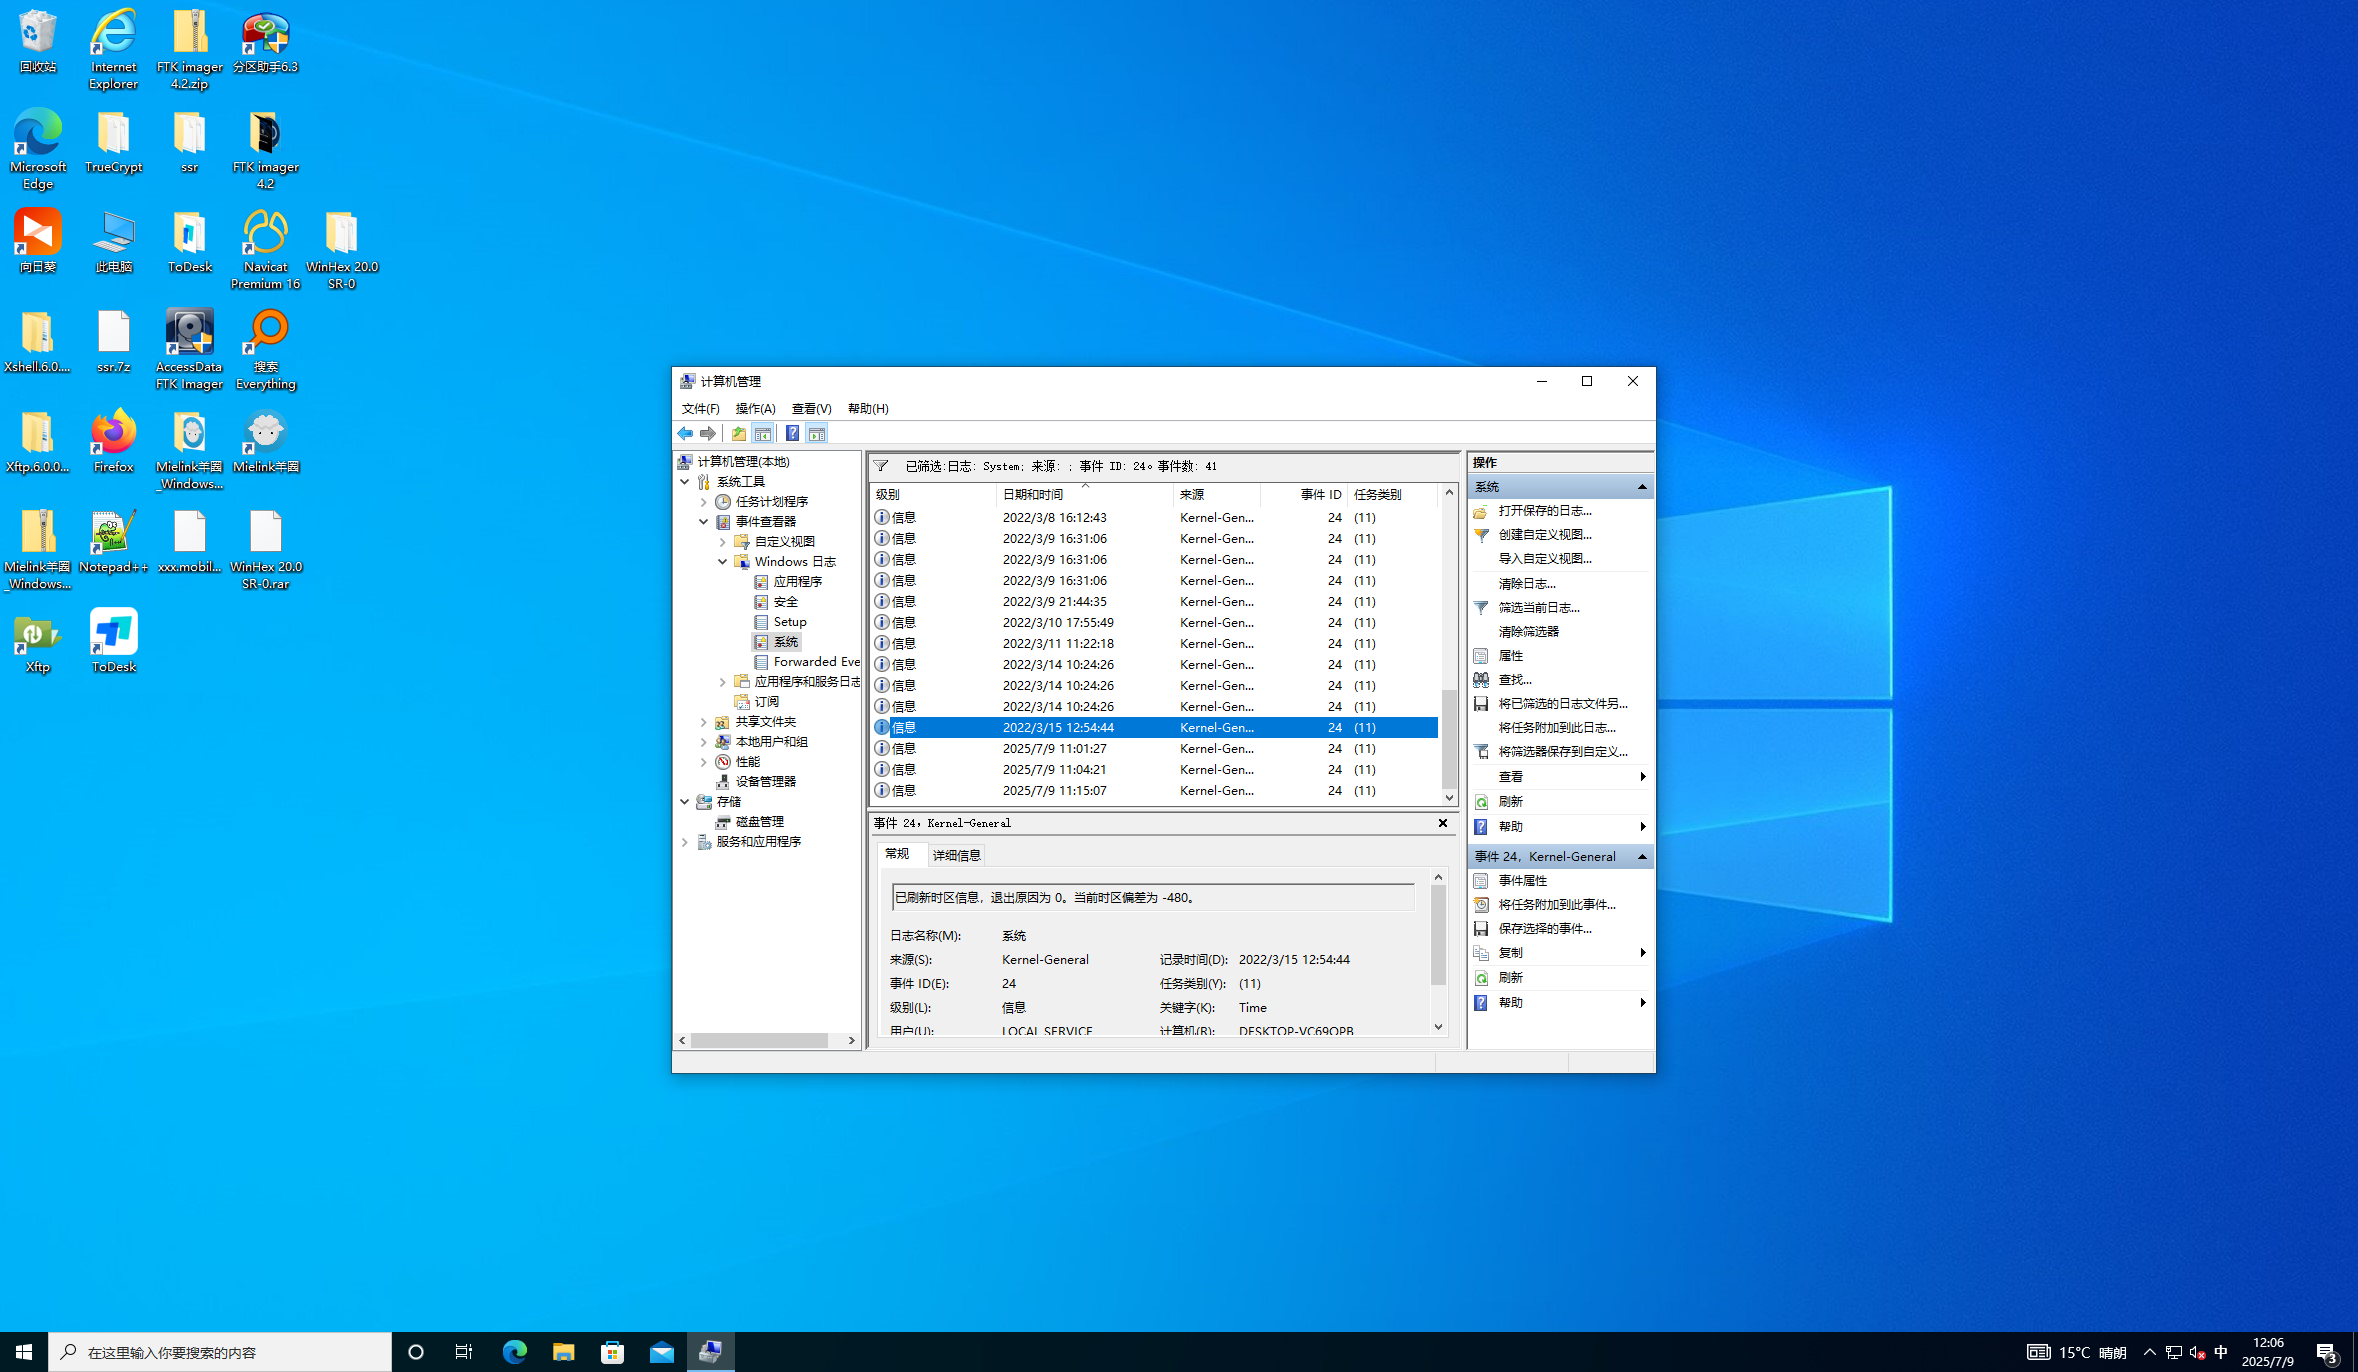 回收站
Internet Explorer
FTK imager 4.2.zip
分区助手6.3
Microsoft Edge
TrueCrypt
ssr
FTK imager 4.2
向日葵
此电脑
ToDesk
Navicat Premium 16
WinHex 20.0 SR-0
Xshell.6.0....
ssr.7z
AccessData FTK Imager
搜索 Everything
Xftp.6.0.0...
Firefox
Mielink羊圈_Windows...
Mielink羊圈
Mielink羊圈_Windows...
Notepad++
xxx.mobil...
WinHex 20.0 SR-0.rar
Xftp
ToDesk
计算机管理
文件(F) 操作(A) 查看(V) 帮助(H)
计算机管理(本地)
系统工具
任务计划程序
事件查看器
自定义视图
Windows 日志
应用程序
安全
Setup
系统
Forwarded Eve
应用程序和服务日志
订阅
共享文件夹
本地用户和组
性能
设备管理器
存储
磁盘管理
服务和应用程序
已筛选:日志: System; 来源: ; 事件 ID: 24。事件数: 41
级别 日期和时间 来源 事件 ID 任务类别
信息 2022/3/8 16:12:43 Kernel-Gen... 24 (11)
信息 2022/3/9 16:31:06 Kernel-Gen... 24 (11)
信息 2022/3/9 16:31:06 Kernel-Gen... 24 (11)
信息 2022/3/9 16:31:06 Kernel-Gen... 24 (11)
信息 2022/3/9 21:44:35 Kernel-Gen... 24 (11)
信息 2022/3/10 17:55:49 Kernel-Gen... 24 (11)
信息 2022/3/11 11:22:18 Kernel-Gen... 24 (11)
信息 2022/3/14 10:24:26 Kernel-Gen... 24 (11)
信息 2022/3/14 10:24:26 Kernel-Gen... 24 (11)
信息 2022/3/14 10:24:26 Kernel-Gen... 24 (11)
信息 2022/3/15 12:54:44 Kernel-Gen... 24 (11)
信息 2025/7/9 11:01:27 Kernel-Gen... 24 (11)
信息 2025/7/9 11:04:21 Kernel-Gen... 24 (11)
信息 2025/7/9 11:15:07 Kernel-Gen... 24 (11)
事件 24，Kernel-General
常规 详细信息
已刷新时区信息，退出原因为 0。当前时区偏差为 -480。
日志名称(M): 系统
来源(S): Kernel-General 记录时间(D): 2022/3/15 12:54:44
事件 ID(E): 24 任务类别(Y): (11)
级别(L): 信息 关键字(K): Time
用户(U): LOCAL SERVICE 计算机(R): DESKTOP-VC69OPB
操作
系统
打开保存的日志...
创建自定义视图...
导入自定义视图...
清除日志...
筛选当前日志...
清除筛选器
属性
查找...
将已筛选的日志文件另...
将任务附加到此日志...
将筛选器保存到自定义...
查看
刷新
帮助
事件 24，Kernel-General
事件属性
将任务附加到此事件...
保存选择的事件...
复制
刷新
帮助
在这里输入你要搜索的内容
15°C 晴朗
中
12:06
2025/7/9
3